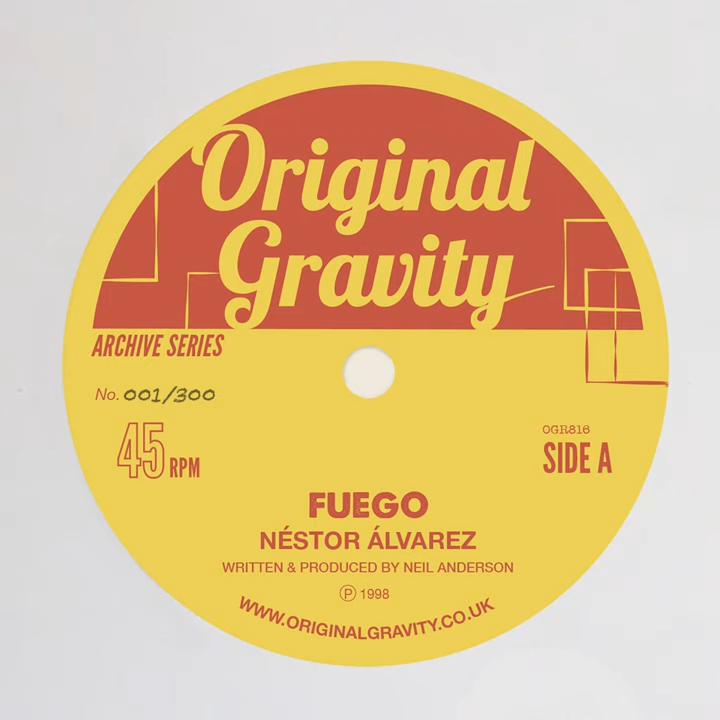 Original
Gravity
ARCHIVE SERIES
No. 001/300
45 RPM
OGR816
SIDE A
FUEGO
NÉSTOR ÁLVAREZ
WRITTEN & PRODUCED BY NEIL ANDERSON
Ⓟ 1998
WWW.ORIGINALGRAVITY.CO.UK